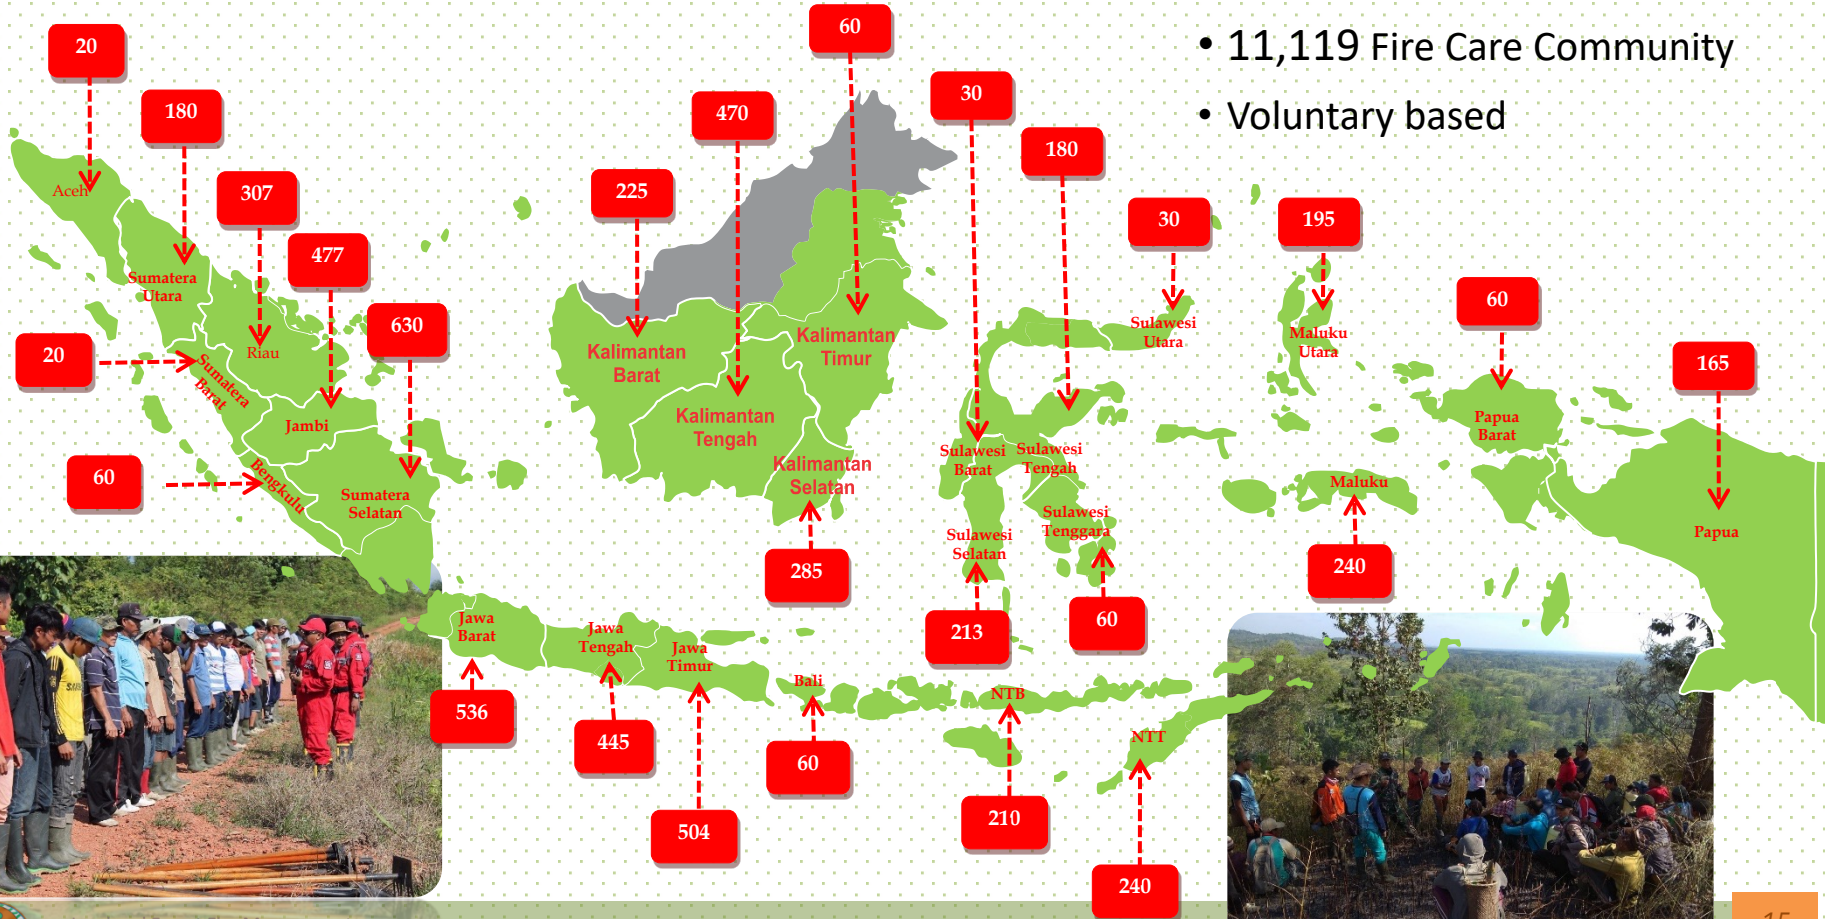 • 11,119 Fire Care Community
• Voluntary based
20
180
307
477
630
20
60
225
470
60
30
180
30
195
60
165
285
213
60
240
536
445
504
60
210
240
Aceh
Sumatera
Utara
Riau
Sumatera
Barat
Jambi
Bengkulu
Sumatera
Selatan
Kalimantan
Barat
Kalimantan
Tengah
Kalimantan
Timur
Kalimantan
Selatan
Sulawesi
Utara
Sulawesi
Barat
Sulawesi
Tengah
Sulawesi
Tenggara
Sulawesi
Selatan
Maluku
Utara
Maluku
Papua
Barat
Papua
Jawa
Barat
Jawa
Tengah
Jawa
Timur
Bali
NTB
NTT
15